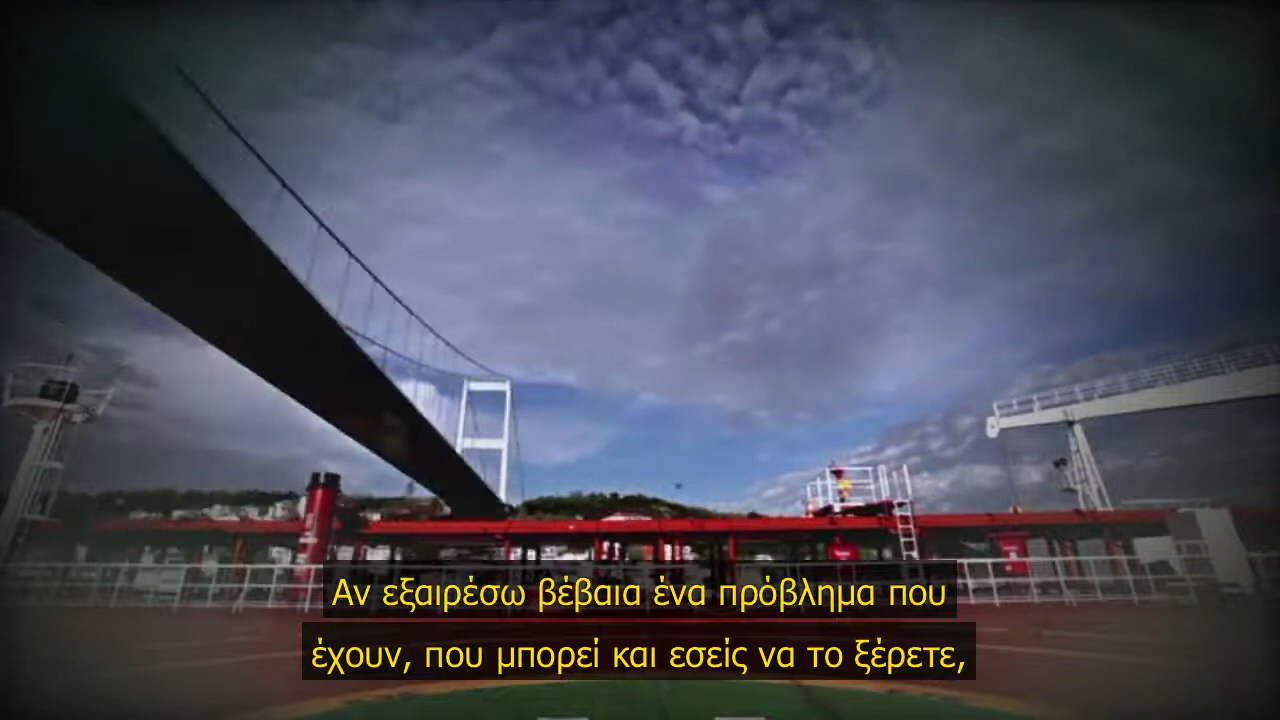 Αν εξαιρέσω βέβαια ένα πρόβλημα που
έχουν, που μπορεί και εσείς να το ξέρετε,